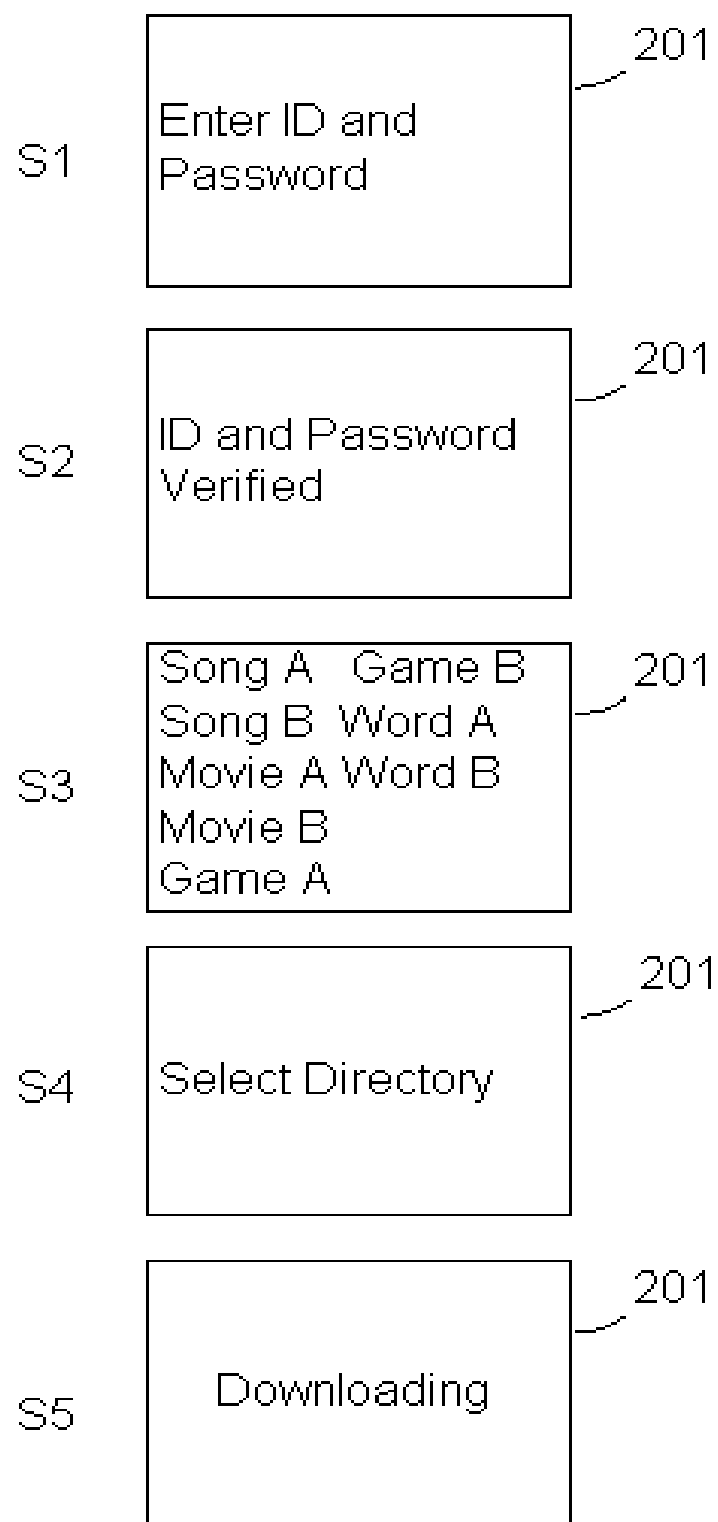 201
S1
Enter ID and
Password
201
S2
ID and Password
Verified
201
S3
Song A Game B
Song B Word A
Movie A Word B
Movie B
Game A
201
S4
Select Directory
201
S5
Downloading